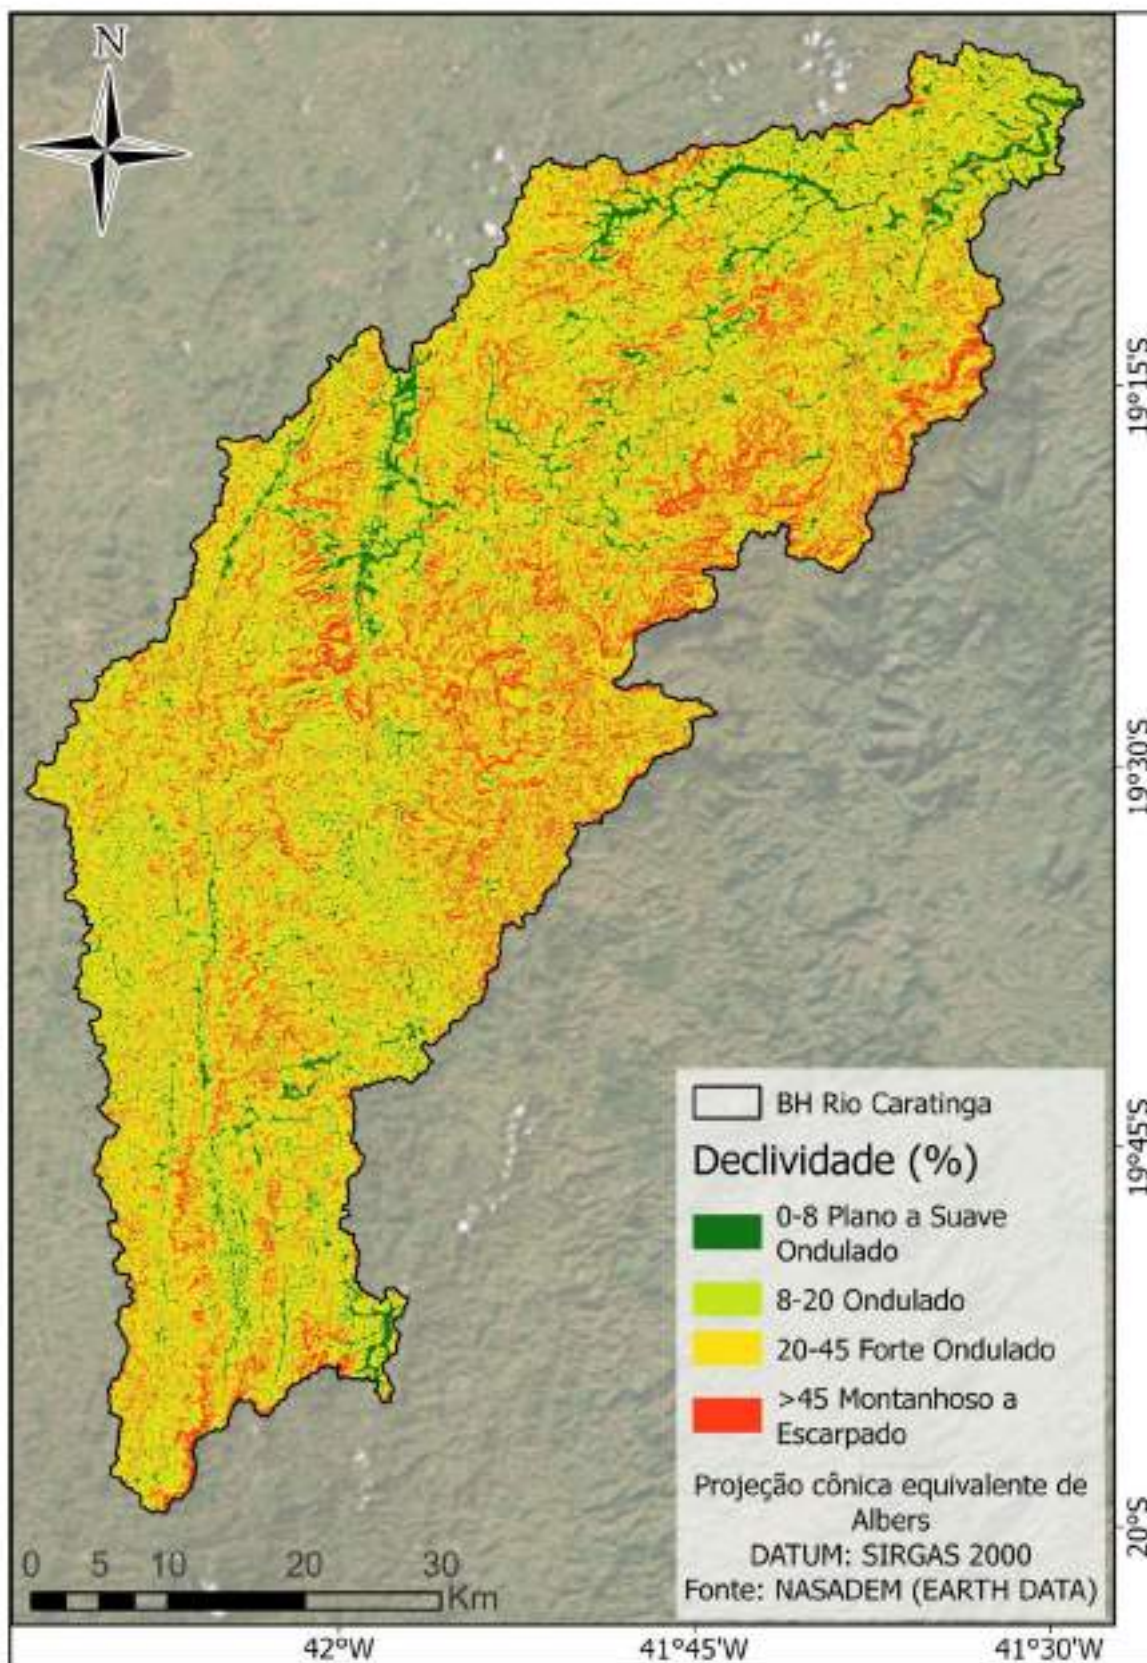 N
19°15'S
19°30'S
19°45'S
20°S
BH Rio Caratinga
Declividade (%)
0-8 Plano a Suave
Ondulado
8-20 Ondulado
20-45 Forte Ondulado
>45 Montanhoso a
Escarpado
Projeção cônica equivalente de
Albers
DATUM: SIRGAS 2000
Fonte: NASADEM (EARTH DATA)
0 5 10 20 30
Km
42°W 41°45'W 41°30'W